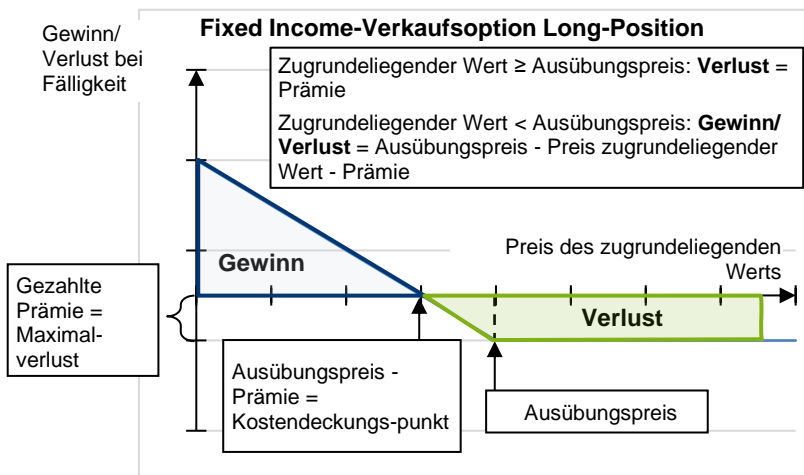 Fixed Income-Verkaufsoption Long-Position
Gewinn/
Verlust bei
Fälligkeit
Zugrundeliegender Wert ≥ Ausübungspreis: Verlust =
Prämie
Zugrundeliegender Wert < Ausübungspreis: Gewinn/
Verlust = Ausübungspreis - Preis zugrundeliegender
Wert - Prämie
Preis des zugrundeliegenden
Werts
Gewinn
Verlust
Gezahlte
Prämie =
Maximal-
verlust
Ausübungspreis -
Prämie =
Kostendeckungs-punkt
Ausübungspreis